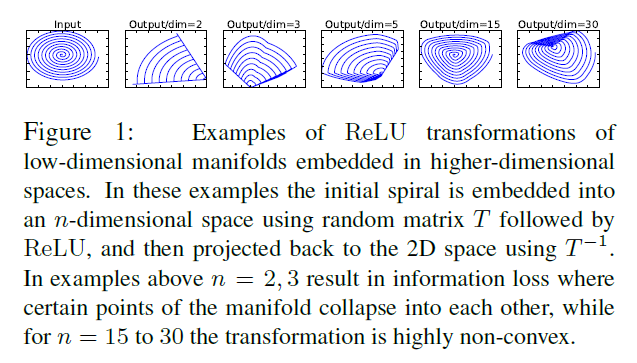 Input Output/dim=2 Output/dim=3 Output/dim=5 Output/dim=15 Output/dim=30
Figure 1: Examples of ReLU transformations of
low-dimensional manifolds embedded in higher-dimensional
spaces. In these examples the initial spiral is embedded into
an n-dimensional space using random matrix T followed by
ReLU, and then projected back to the 2D space using T⁻¹.
In examples above n = 2, 3 result in information loss where
certain points of the manifold collapse into each other, while
for n = 15 to 30 the transformation is highly non-convex.